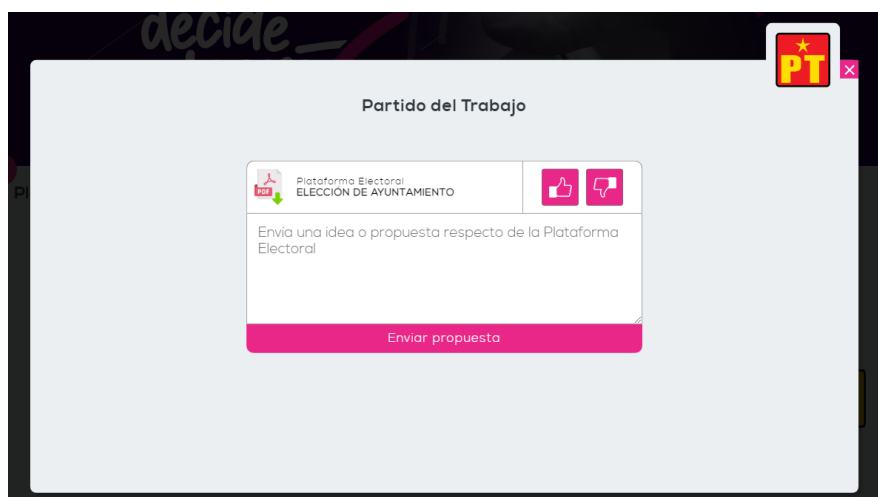 decide
PT
Partido del Trabajo
PDF
Plataforma Electoral
ELECCIÓN DE AYUNTAMIENTO
Envía una idea o propuesta respecto de la Plataforma
Electoral
Enviar propuesta